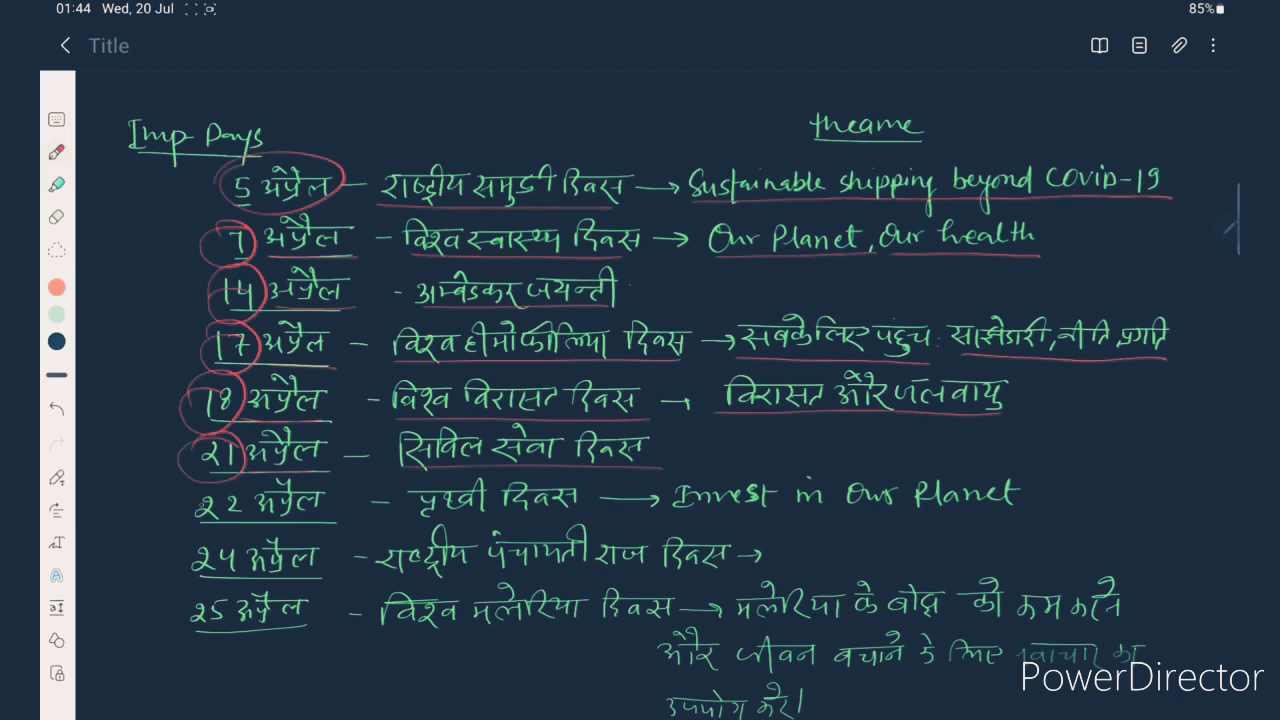 01:44 Wed, 20 Jul 85%
Title
Imp Days theame
5 अप्रैल - राष्ट्रीय समुद्री दिवस → Sustainable shipping beyond COVID-19
7 अप्रैल - विश्व स्वास्थ्य दिवस → Our Planet, Our health
14 अप्रैल - अम्बेडकर जयन्ती
17 अप्रैल - विश्व हीमोफीलिया दिवस → सबके लिए पहुंच: साझेदारी, नीति, प्रगति
18 अप्रैल - विश्व विरासत दिवस → विरासत और जलवायु
21 अप्रैल - सिविल सेवा दिवस
22 अप्रैल - पृथ्वी दिवस → Invest in Our Planet
24 अप्रैल - राष्ट्रीय पंचायती राज दिवस →
25 अप्रैल - विश्व मलेरिया दिवस → मलेरिया के बोझ को कम करने
और जीवन बचाने के लिए नवाचार का
उपयोग करें।
PowerDirector